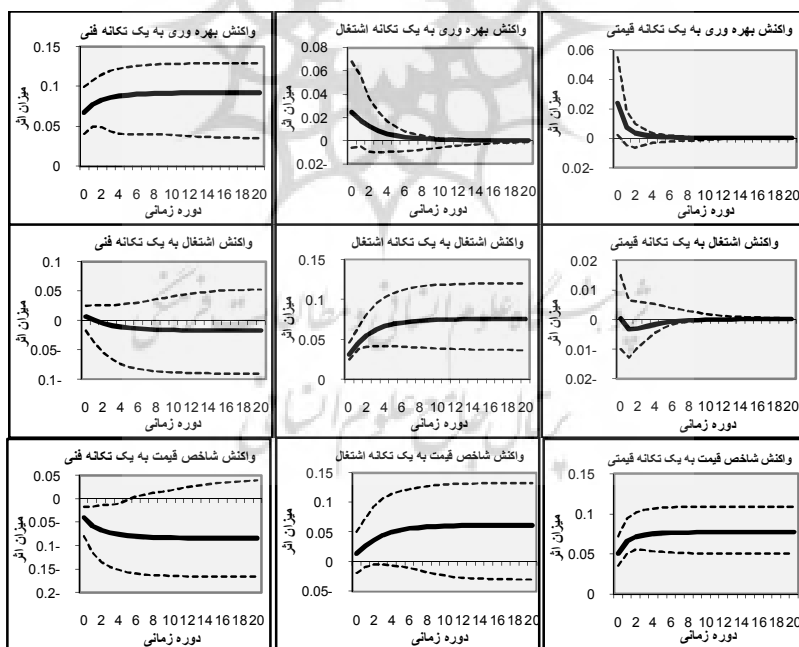 واکنش بهره وری به یک تکانه فنی
0.15
0.1
0.05
0
میزان اثر
0 2 4 6 8 10 12 14 16 18 20
دوره زمانی
واکنش بهره وری به یک تکانه اشتغال
0.08
0.06
0.04
0.02
0
0.02-
میزان اثر
0 2 4 6 8 10 12 14 16 18 20
دوره زمانی
واکنش بهره وری به یک تکانه قیمتی
0.06
0.04
0.02
0
0.02-
میزان اثر
0 2 4 6 8 10 12 14 16 18 20
دوره زمانی
واکنش اشتغال به یک تکانه فنی
0.1
0.05
0
0.05-
0.1-
میزان اثر
0 2 4 6 8 10 12 14 16 18 20
دوره زمانی
واکنش اشتغال به یک تکانه اشتغال
0.15
0.1
0.05
0
میزان اثر
0 2 4 6 8 10 12 14 16 18 20
دوره زمانی
واکنش اشتغال به یک تکانه قیمتی
0.02
0.01
0
0.01-
0.02-
میزان اثر
0 2 4 6 8 10 12 14 16 18 20
دوره زمانی
واکنش شاخص قیمت به یک تکانه فنی
0.05
0
0.05-
0.1-
0.15-
0.2-
میزان اثر
0 2 4 6 8 10 12 14 16 18 20
دوره زمانی
واکنش شاخص قیمت به یک تکانه اشتغال
0.15
0.1
0.05
0
0.05-
میزان اثر
0 2 4 6 8 10 12 14 16 18 20
دوره زمانی
واکنش شاخص قیمت به یک تکانه قیمتی
0.15
0.1
0.05
0
میزان اثر
0 2 4 6 8 10 12 14 16 18 20
دوره زمانی
پژوهشگاه علوم انسانی و مطالعات فرهنگی
پرتال جامع علوم انسانی